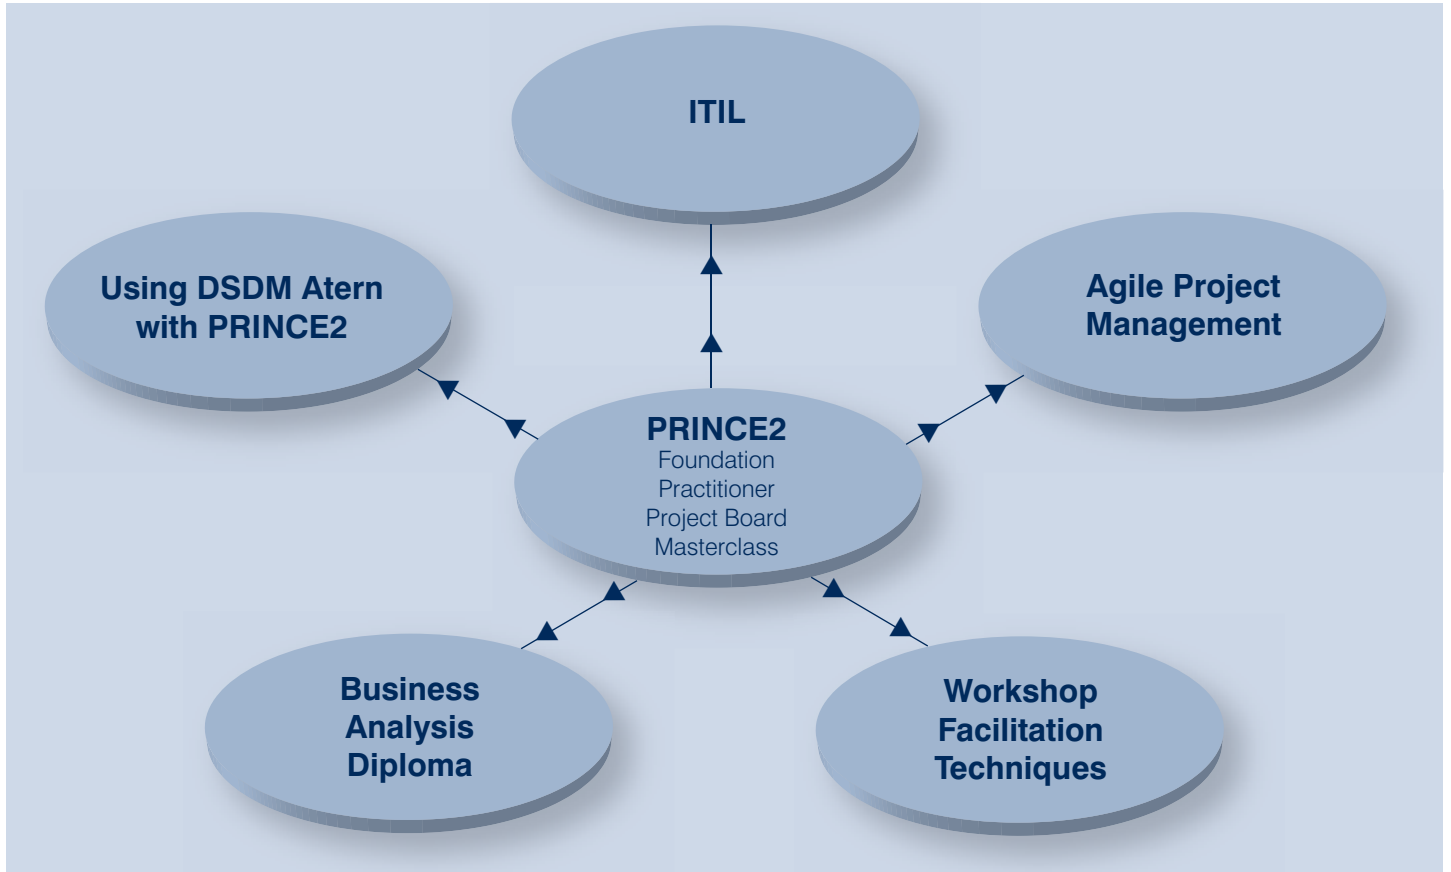 ITIL
Using DSDM Atern
with PRINCE2
Agile Project
Management
PRINCE2
Foundation
Practitioner
Project Board
Masterclass
Business
Analysis
Diploma
Workshop
Facilitation
Techniques